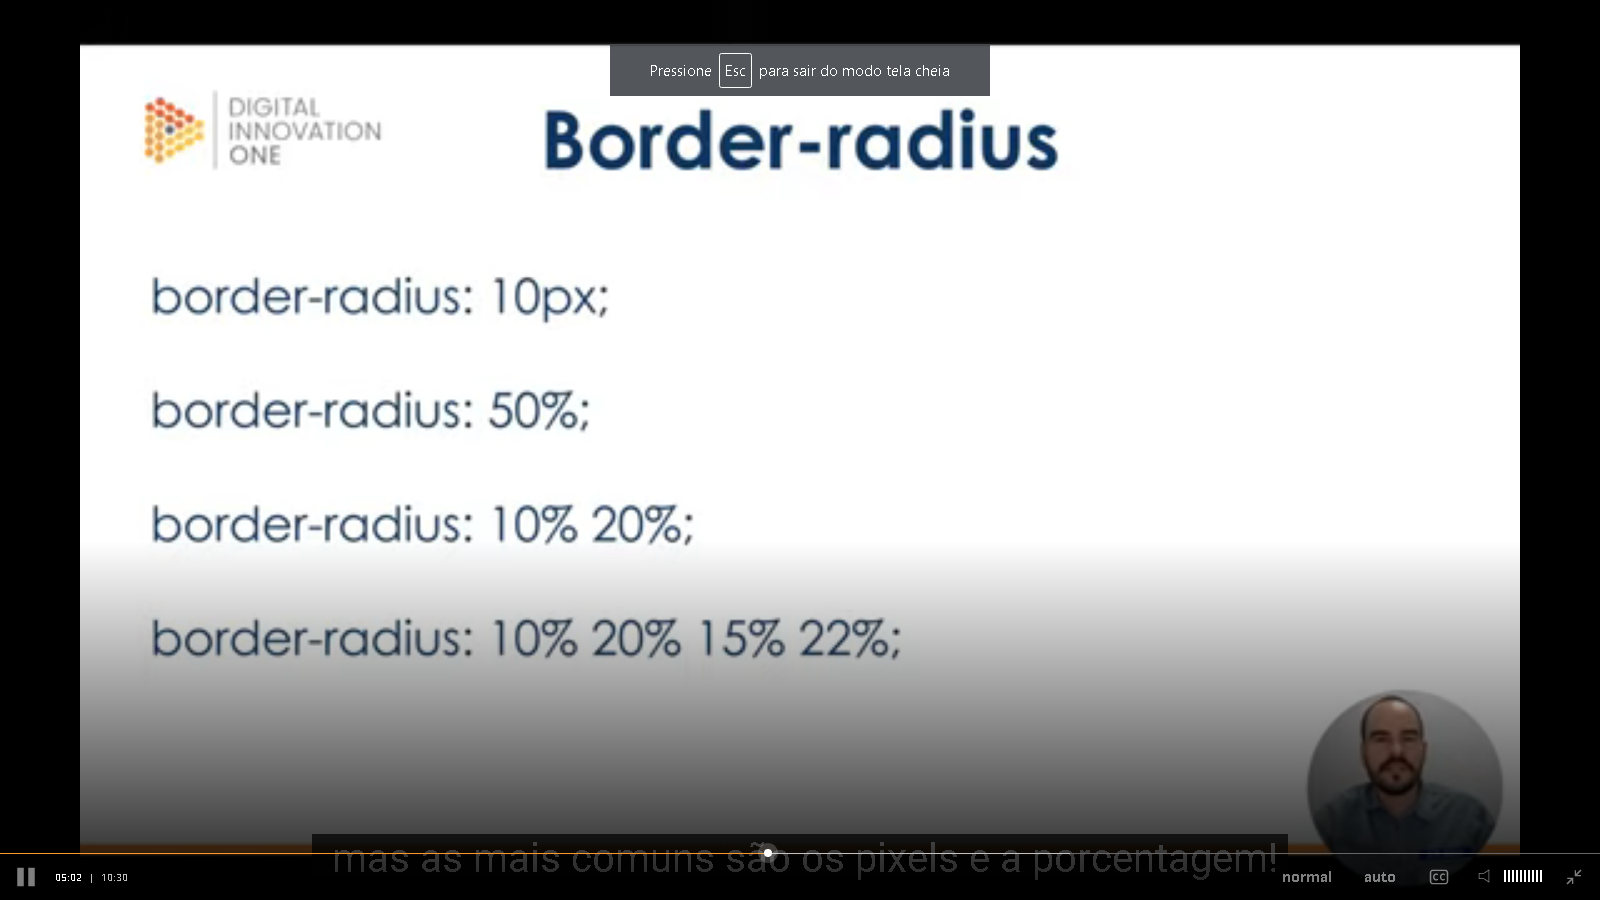 Pressione Esc para sair do modo tela cheia
DIGITAL
INNOVATION
ONE
Border-radius
border-radius: 10px;
border-radius: 50%;
border-radius: 10% 20%;
border-radius: 10% 20% 15% 22%;
mas as mais comuns são os pixels e a porcentagem!
05:02 | 10:30
normal auto CC